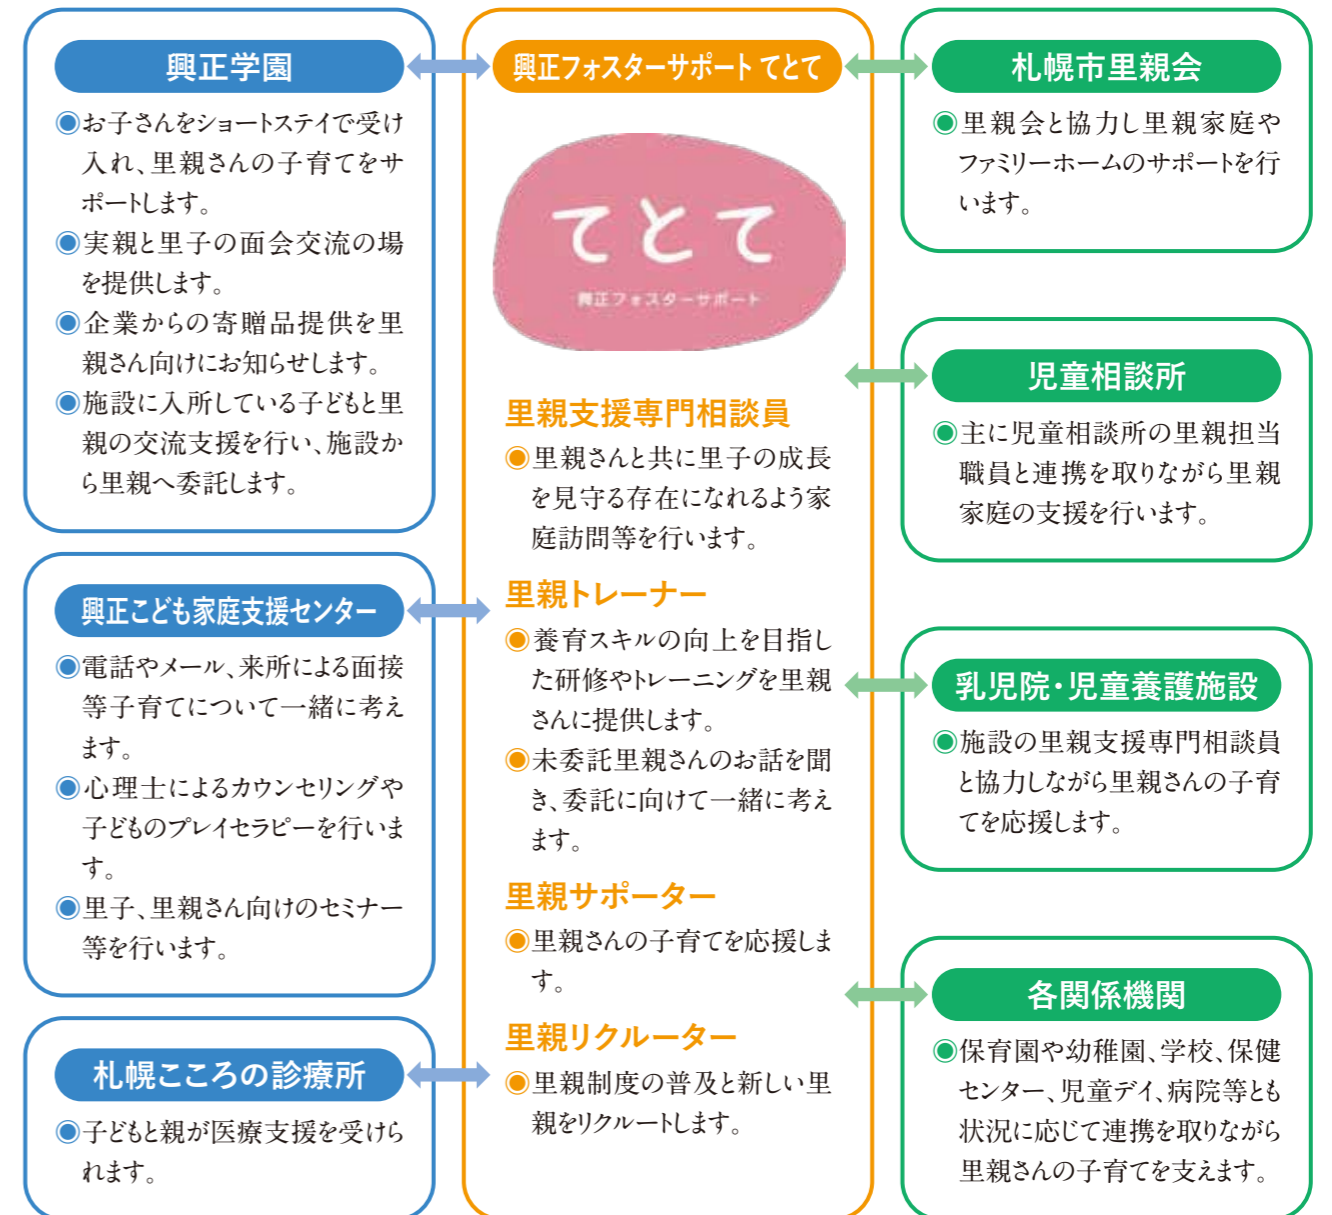 興正学園
◉お子さんをショートステイで受け
入れ、里親さんの子育てをサ
ポートします。
◉実親と里子の面会交流の場
を提供します。
◉企業からの寄贈品提供を里
親さん向けにお知らせします。
◉施設に入所している子どもと里
親の交流支援を行い、施設か
ら里親へ委託します。
興正こども家庭支援センター
◉電話やメール、来所による面接
等子育てについて一緒に考え
ます。
◉心理士によるカウンセリングや
子どものプレイセラピーを行いま
す。
◉里子、里親さん向けのセミナー
等を行います。
札幌こころの診療所
◉子どもと親が医療支援を受けら
れます。
興正フォスターサポート てとて
てとて
興正フォスターサポート
里親支援専門相談員
◉里親さんと共に里子の成長
を見守る存在になれるよう家
庭訪問等を行います。
里親トレーナー
◉養育スキルの向上を目指し
た研修やトレーニングを里親
さんに提供します。
◉未委託里親さんのお話を聞
き、委託に向けて一緒に考え
ます。
里親サポーター
◉里親さんの子育てを応援しま
す。
里親リクルーター
◉里親制度の普及と新しい里
親をリクルートします。
札幌市里親会
◉里親会と協力し里親家庭や
ファミリーホームのサポートを行
います。
児童相談所
◉主に児童相談所の里親担当
職員と連携を取りながら里親
家庭の支援を行います。
乳児院・児童養護施設
◉施設の里親支援専門相談員
と協力しながら里親さんの子育
てを応援します。
各関係機関
◉保育園や幼稚園、学校、保健
センター、児童デイ、病院等とも
状況に応じて連携を取りながら
里親さんの子育てを支えます。